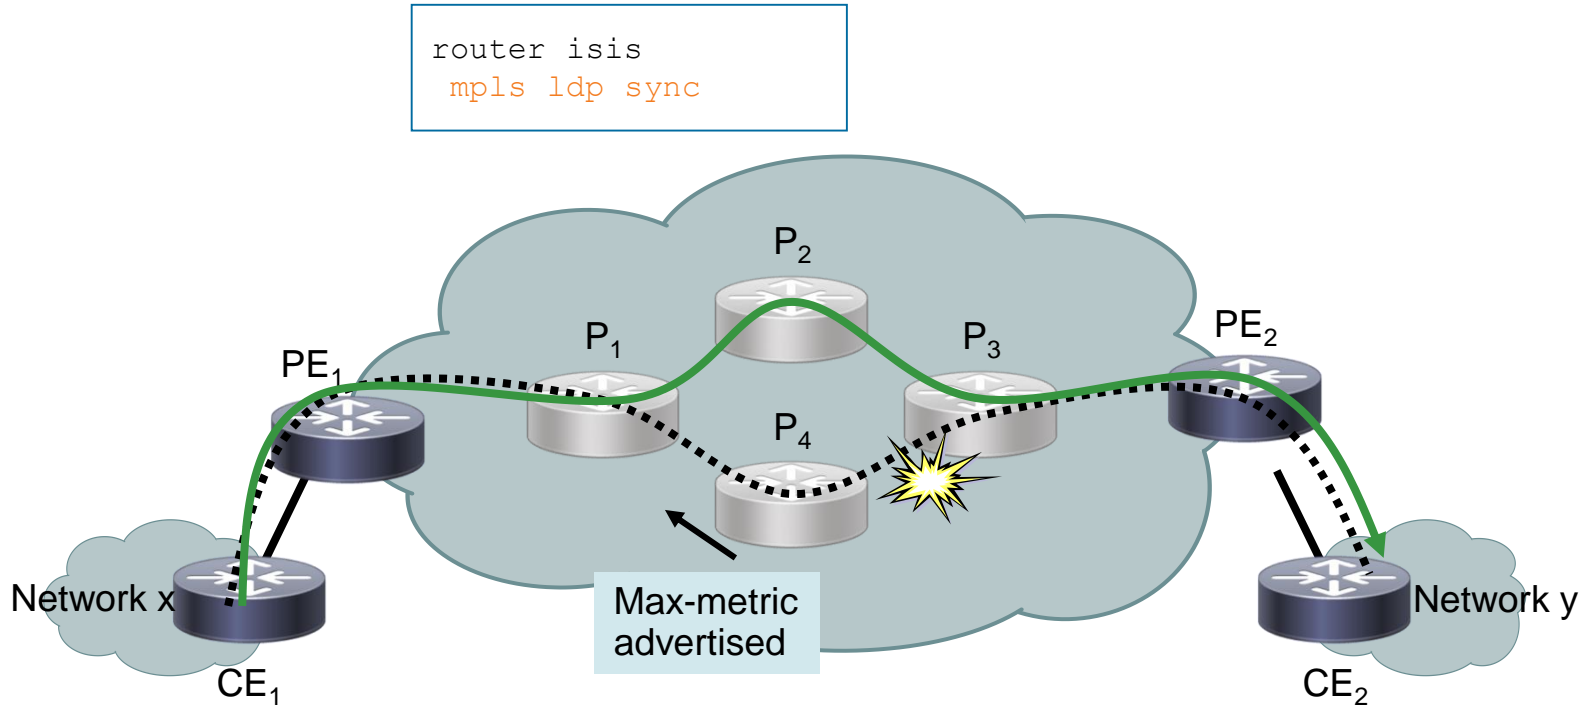 router isis
mpls ldp sync
P2
P1
P3
PE2
PE1
P4
Max-metric
advertised
Network x
Network y
CE1
CE2